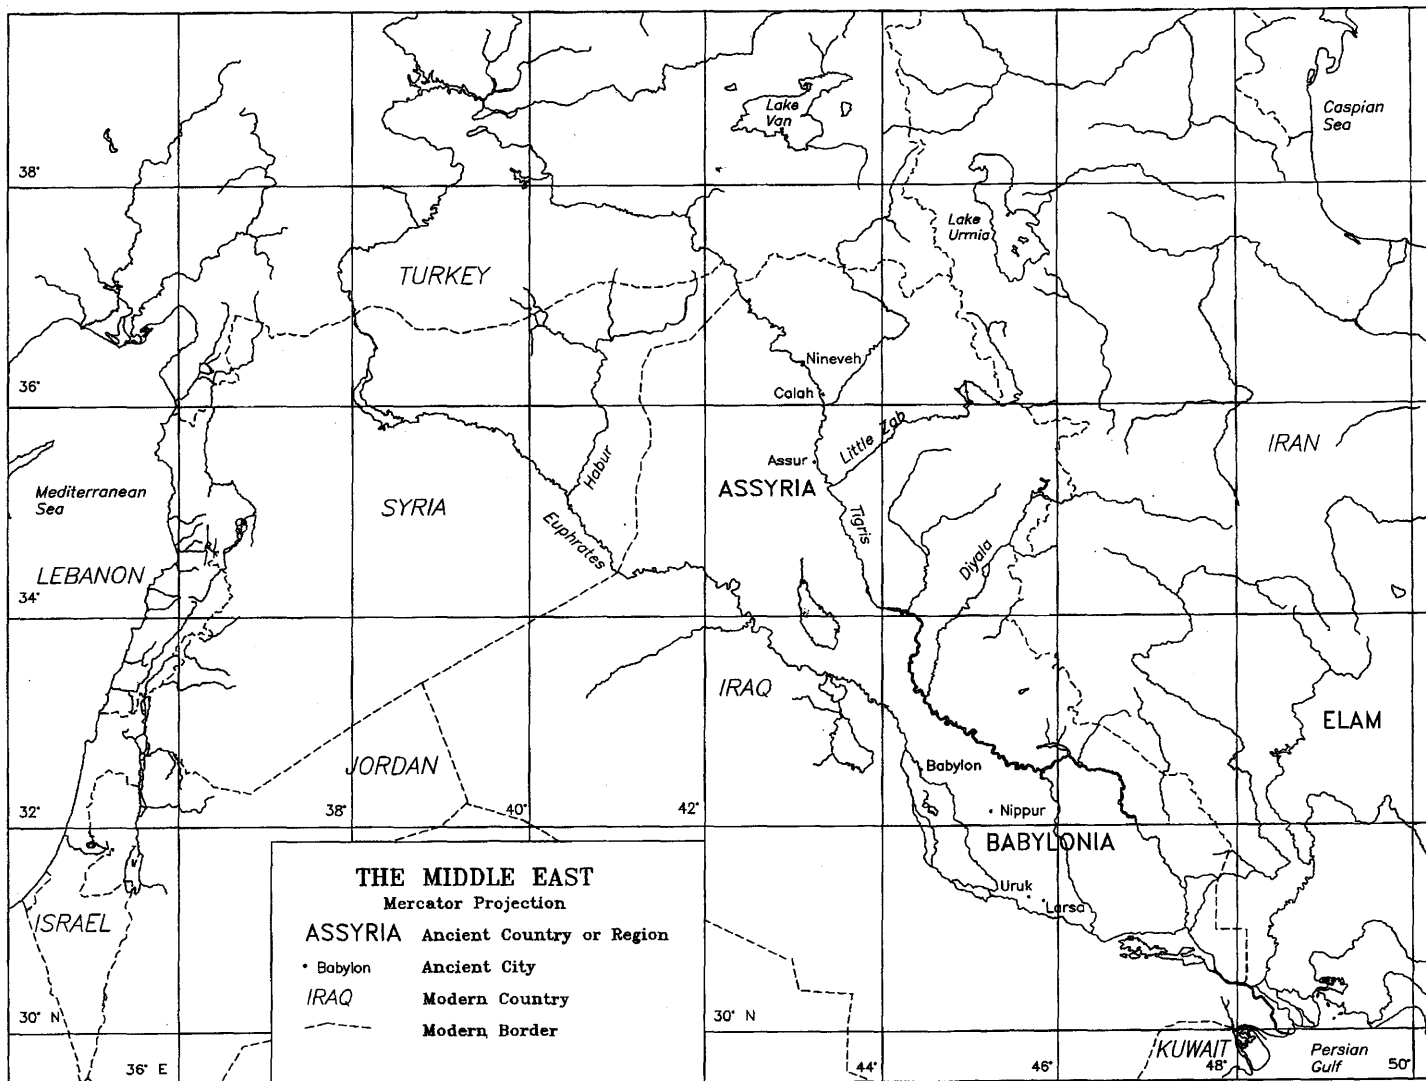 Lake
Van
Caspian
Sea
38°
Lake
Urmia
TURKEY
Nineveh
36°
Calah
Little Zab
IRAN
Assur
Habur
ASSYRIA
Mediterranean
Sea
SYRIA
Tigris
Euphrates
Diyala
LEBANON
34°
IRAQ
ELAM
JORDAN
Babylon
32°
38°
40°
42°
Nippur
BABYLONIA
THE MIDDLE EAST
Mercator Projection
Uruk
Larsa
ISRAEL
ASSYRIA Ancient Country or Region
• Babylon Ancient City
IRAQ Modern Country
Modern Border
30° N
30° N
KUWAIT
Persian
Gulf
36° E
44°
46°
48°
50°